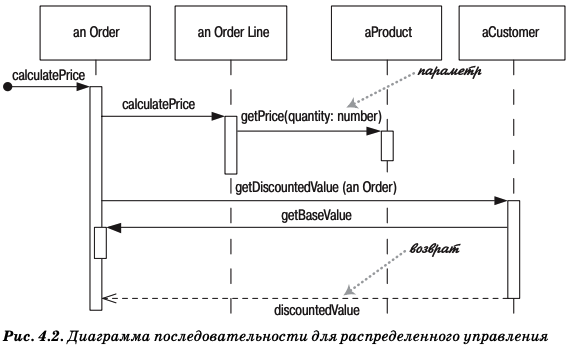 an Order
an Order Line
aProduct
aCustomer
calculatePrice
параметр
calculatePrice
getPrice(quantity: number)
getDiscountedValue (an Order)
getBaseValue
возврат
discountedValue
Рис. 4.2. Диаграмма последовательности для распределенного управления